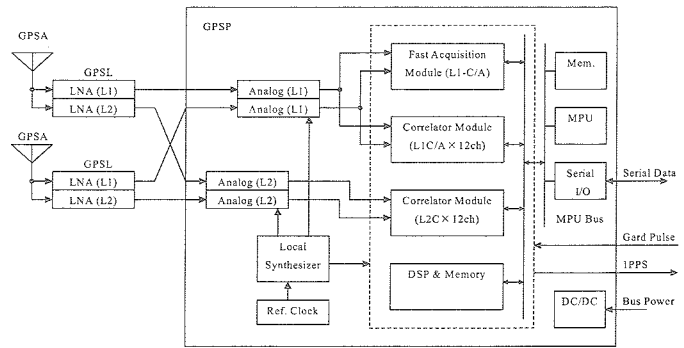 GPSP
GPSA
GPSL
LNA (L1)
LNA (L2)
GPSA
GPSL
LNA (L1)
LNA (L2)
Analog (L1)
Analog (L1)
Analog (L2)
Analog (L2)
Local
Synthesizer
Ref. Clock
Fast Acquisition
Module (L1-C/A)
Correlator Module
(L1C/A × 12ch)
Correlator Module
(L2C × 12ch)
DSP & Memory
Mem.
MPU
Serial
I/O
MPU Bus
DC/DC
Serial Data
Gard Pulse
1PPS
Bus Power